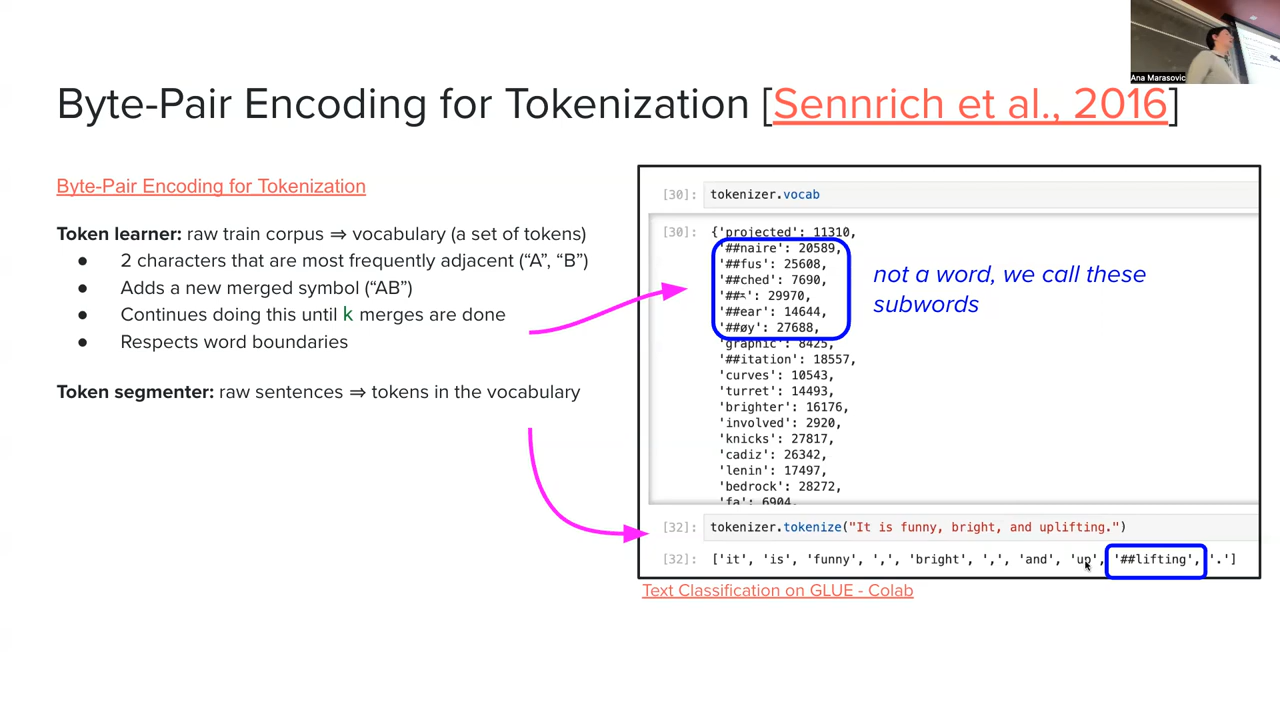 Ana Marasovic
Byte-Pair Encoding for Tokenization [Sennrich et al., 2016]
Byte-Pair Encoding for Tokenization
Token learner: raw train corpus ⇒ vocabulary (a set of tokens)
● 2 characters that are most frequently adjacent (“A”, “B”)
● Adds a new merged symbol (“AB”)
● Continues doing this until k merges are done
● Respects word boundaries
Token segmenter: raw sentences ⇒ tokens in the vocabulary
[30]: tokenizer.vocab
[30]: {'projected': 11310,
'##naire': 20589,
'##fus': 25608,
'##ched': 7690,
': 29970,
'##ear': 14644,
'##øy': 27688,
'graphic': 8425,
'##itation': 18557,
'curves': 10543,
'turret': 14493,
'brighter': 16176,
'involved': 2920,
'knicks': 27817,
'cadiz': 26342,
'lenin': 17497,
'bedrock': 28272,
'fa': 6904,
not a word, we call these
subwords
[32]: tokenizer.tokenize("It is funny, bright, and uplifting.")
[32]: ['it', 'is', 'funny', ',', 'bright', ',', 'and', 'up', '##lifting', '.']
Text Classification on GLUE - Colab